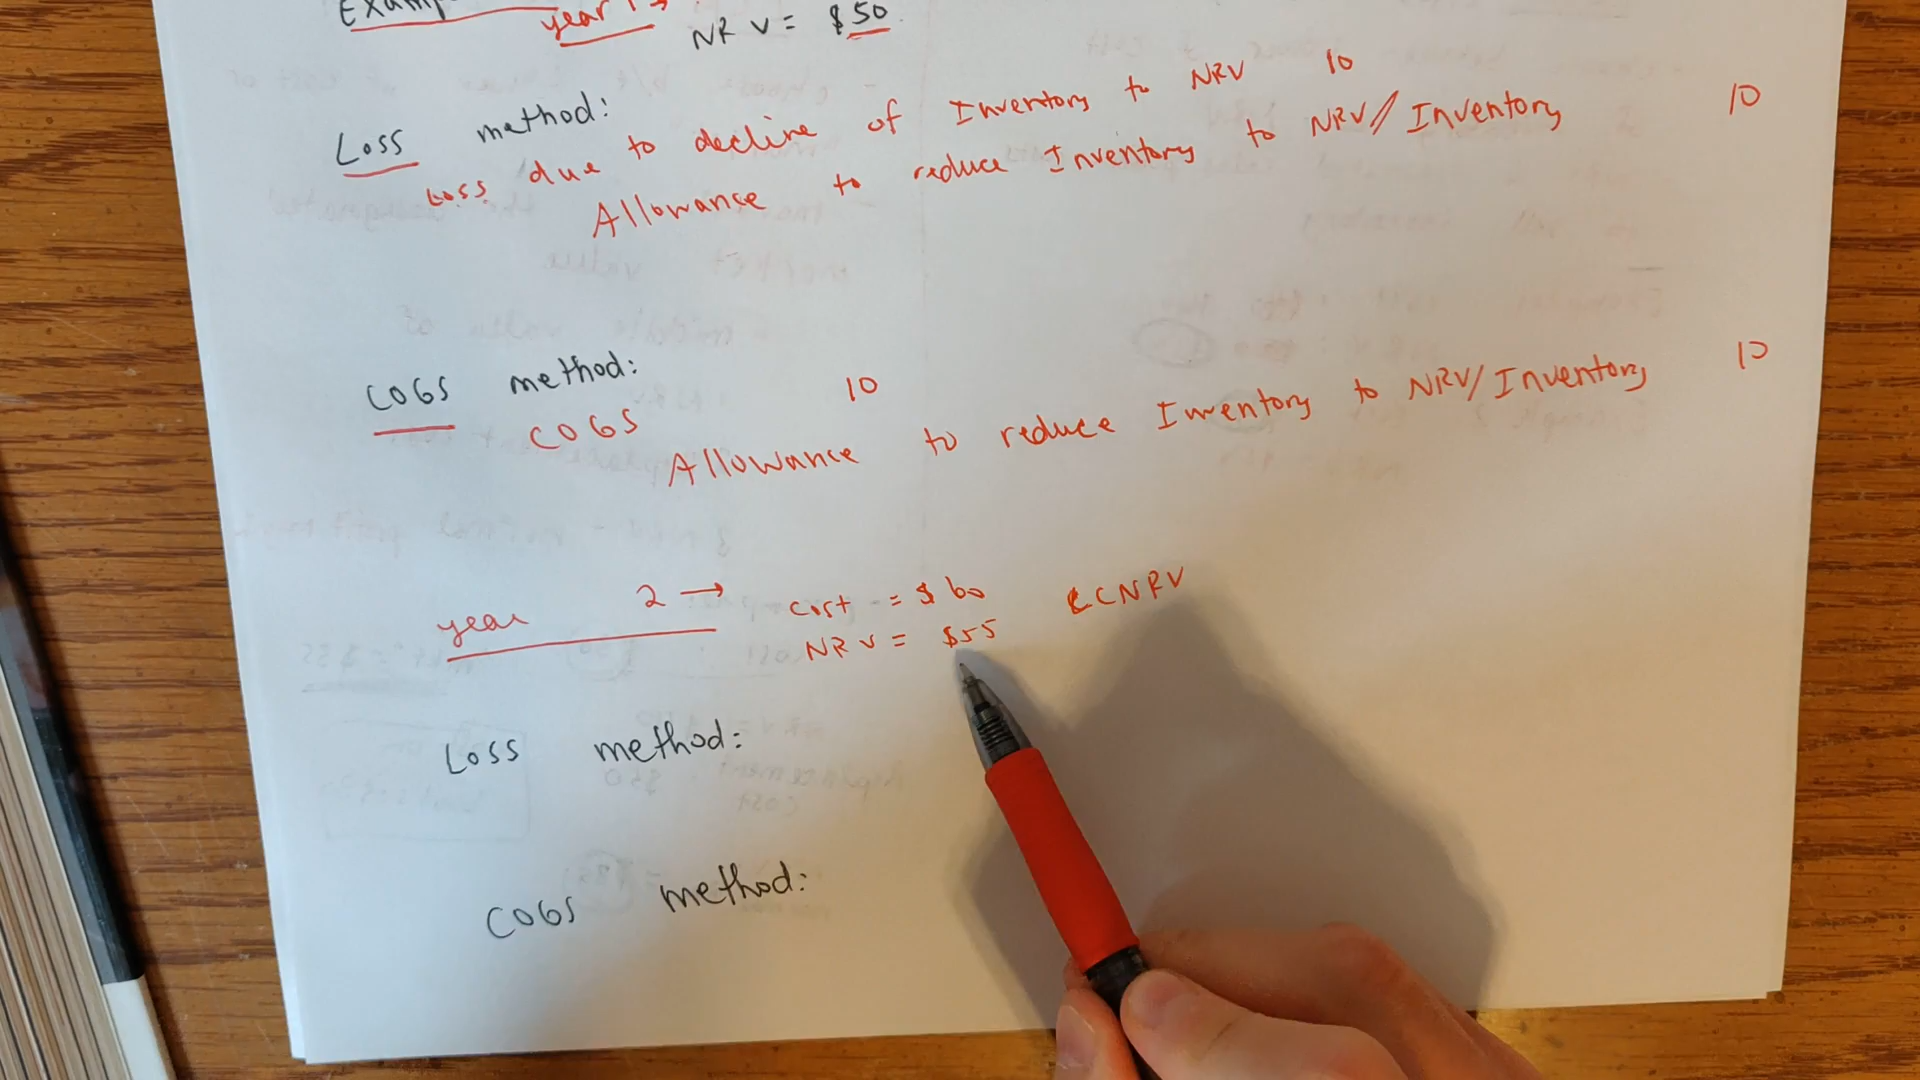 year 1 →
NRV = $50
Loss method:
Loss due to decline of Inventory to NRV 10
Allowance to reduce Inventory to NRV//Inventory 10
COGS method:
COGS 10
Allowance to reduce Inventory to NRV/Inventory 10
year 2 → Cost = $60 LCNRV
NRV = $55
Loss method:
COGS method: